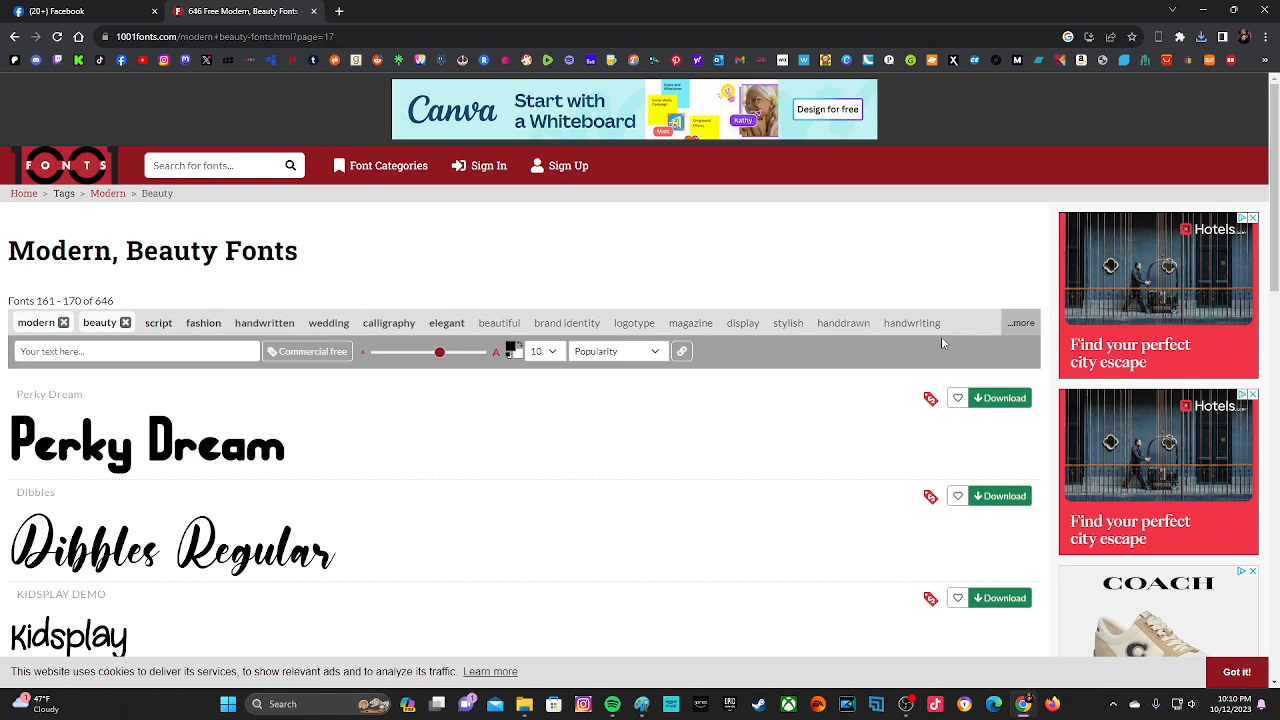 (20+) Facebook
646 Free Beauty Fonts
1001fonts.com/modern+beauty-fonts.html?page=17
Canva
Start with
a Whiteboard
Kathy
Matt
Design for free
FONTS
Search for fonts...
Font Categories
Sign In
Sign Up
Home > Tags > Modern > Beauty
Modern, Beauty Fonts
Fonts 161 - 170 of 646
modern beauty script fashion handwritten wedding calligraphy elegant beautiful brand identity logotype magazine display stylish handdrawn handwriting ...more
Your text here...
Commercial free
A A
10
Popularity
Perky Dream
Download
Perky Dream
Dibbles
Download
Dibbles Regular
KIDSPLAY DEMO
Download
Kidsplay
Hotels.com
Find your perfect
city escape
Hotels.com
Find your perfect
city escape
COACH
This website uses cookies to deliver its services, to show relevant ads and to analyze its traffic. Learn more
Got it!
47°F
Cloudy
Search
10:10 PM
10/12/2023